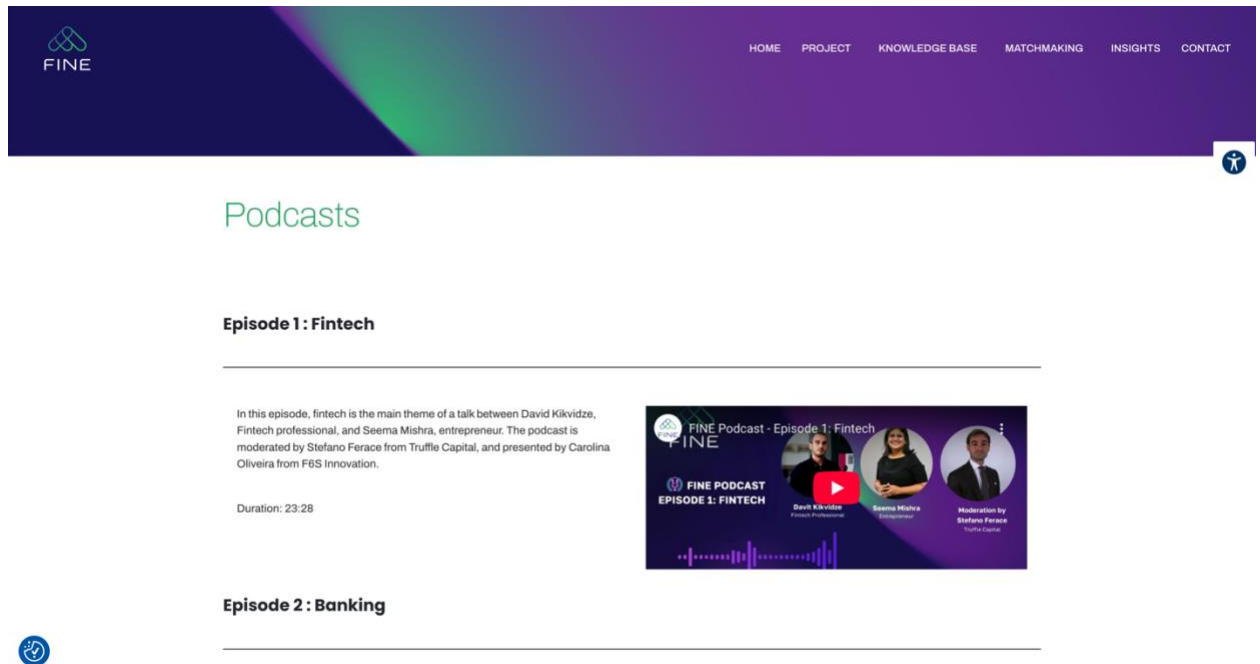 FINE
HOME PROJECT KNOWLEDGE BASE MATCHMAKING INSIGHTS CONTACT
Podcasts
Episode 1 : Fintech
In this episode, fintech is the main theme of a talk between David Kikvidze,
Fintech professional, and Seema Mishra, entrepreneur. The podcast is
moderated by Stefano Ferace from Truffle Capital, and presented by Carolina
Oliveira from F6S Innovation.
Duration: 23:28
FINE Podcast - Episode 1: Fintech
FINE
FINE
FINE PODCAST
EPISODE 1: FINTECH
Davit Kikvidze
Fintech Professional
Seema Mishra
Entrepreneur
Moderation by
Stefano Ferace
Truffle Capital
Episode 2 : Banking